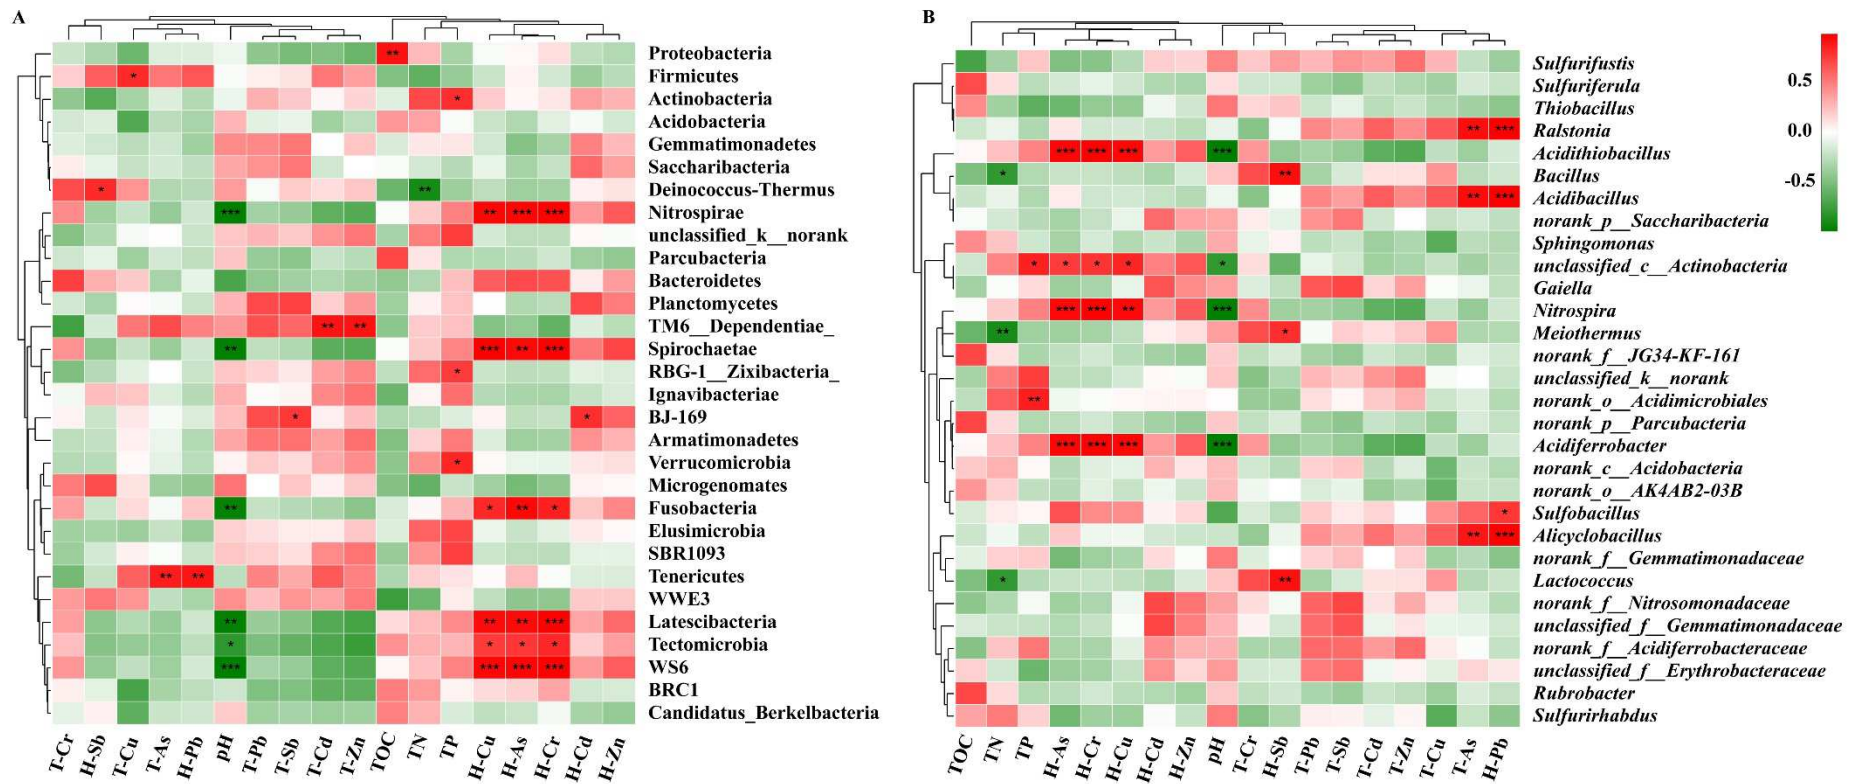 A
Proteobacteria
Firmicutes
Actinobacteria
Acidobacteria
Gemmatimonadetes
Saccharibacteria
Deinococcus-Thermus
Nitrospirae
unclassified_k__norank
Parcubacteria
Bacteroidetes
Planctomycetes
TM6__Dependentiae_
Spirochaetae
RBG-1__Zixibacteria_
Ignavibacteriae
BJ-169
Armatimonadetes
Verrucomicrobia
Microgenomates
Fusobacteria
Elusimicrobia
SBR1093
Tenericutes
WWE3
Latescibacteria
Tectomicrobia
WS6
BRC1
Candidatus_Berkelbacteria
T-Cr
H-Sb
T-Cu
T-As
H-Pb
pH
T-Pb
T-Sb
T-Cd
T-Zn
TOC
TN
TP
H-Cu
H-As
H-Cr
H-Cd
H-Zn
B
Sulfurifustis
Sulfuriferula
Thiobacillus
Ralstonia
Acidithiobacillus
Bacillus
Acidibacillus
norank_p__Saccharibacteria
Sphingomonas
unclassified_c__Actinobacteria
Gaiella
Nitrospira
Meiothermus
norank_f__JG34-KF-161
unclassified_k__norank
norank_o__Acidimicrobiales
norank_p__Parcubacteria
Acidiferrobacter
norank_c__Acidobacteria
norank_o__AK4AB2-03B
Sulfobacillus
Alicyclobacillus
norank_f__Gemmatimonadaceae
Lactococcus
norank_f__Nitrosomonadaceae
unclassified_f__Gemmatimonadaceae
norank_f__Acidiferrobacteraceae
unclassified_f__Erythrobacteraceae
Rubrobacter
Sulfurirhabdus
TOC
TN
TP
H-As
H-Cr
H-Cu
H-Cd
H-Zn
pH
T-Cr
H-Sb
T-Pb
T-Sb
T-Cd
T-Zn
T-Cu
T-As
H-Pb
0.5
0.0
-0.5